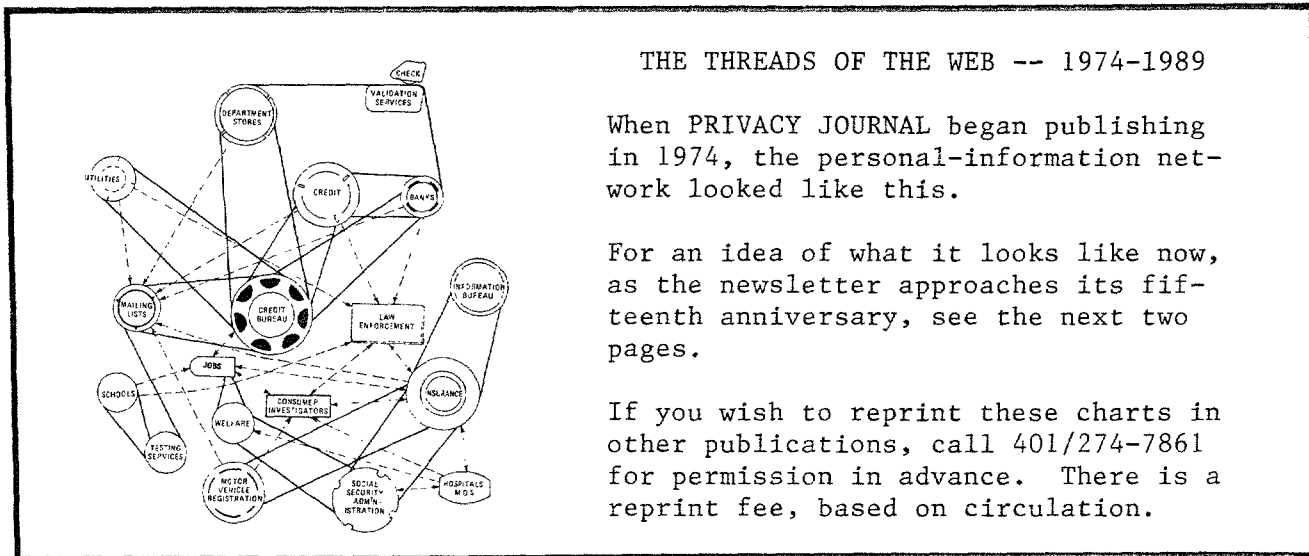 THE THREADS OF THE WEB -- 1974-1989
When PRIVACY JOURNAL began publishing
in 1974, the personal-information net-
work looked like this.
For an idea of what it looks like now,
as the newsletter approaches its fif-
teenth anniversary, see the next two
pages.
If you wish to reprint these charts in
other publications, call 401/274-7861
for permission in advance. There is a
reprint fee, based on circulation.
CHECK
VALIDATION
SERVICES
DEPARTMENT
STORES
UTILITIES
CREDIT
BANKS
INFORMATION
BUREAU
MAILING
LISTS
CREDIT
BUREAU
LAW
ENFORCEMENT
JOBS
SCHOOLS
CONSUMER
INVESTIGATORS
INSURANCE
WELFARE
TESTING
SERVICES
MOTOR
VEHICLE
REGISTRATION
SOCIAL
SECURITY
ADMIN-
ISTRATION
HOSPITALS
M.D.S